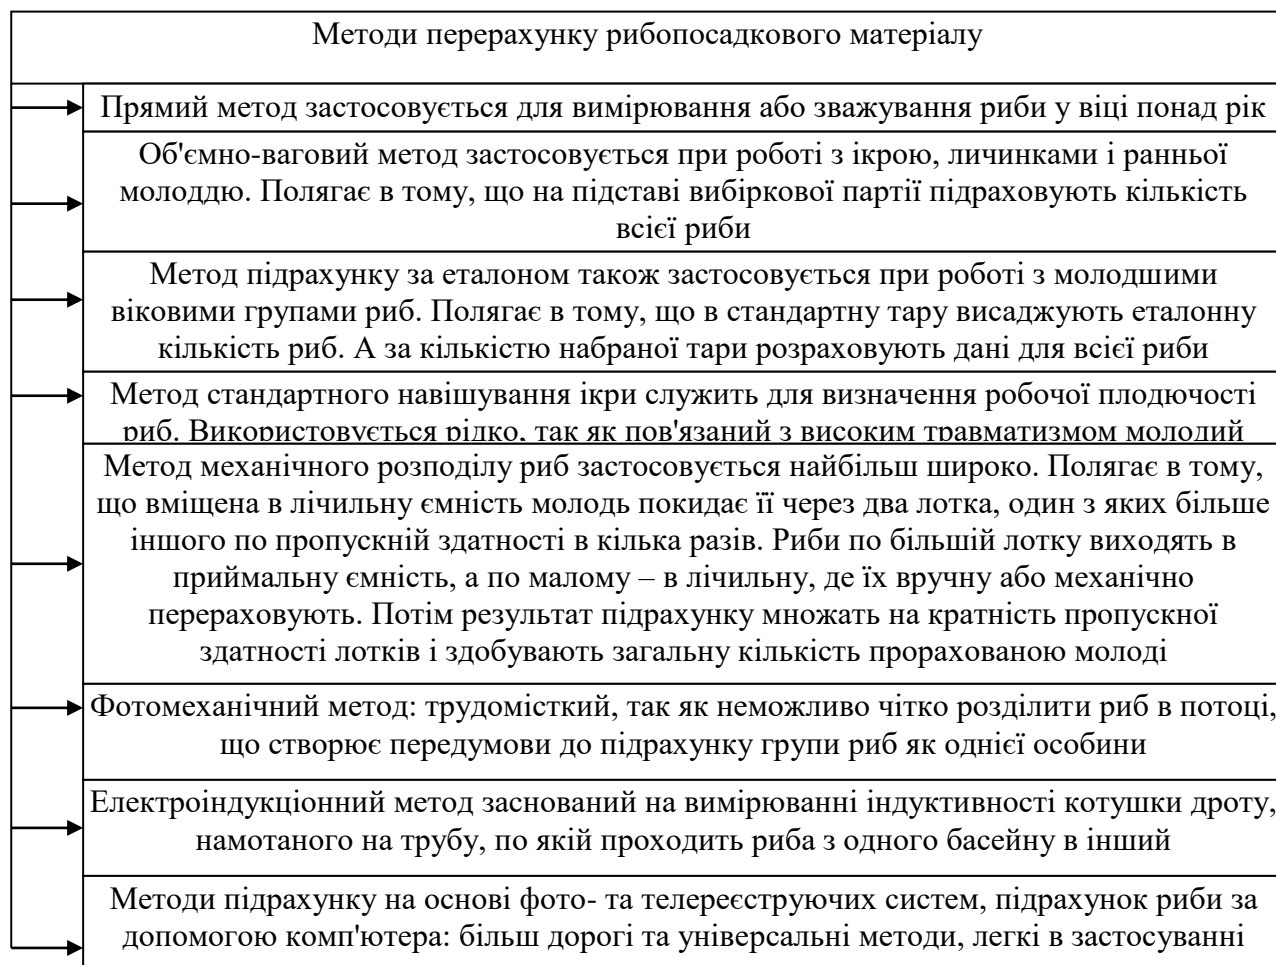 Методи перерахунку рибопосадкового матеріалу
Прямий метод застосовується для вимірювання або зважування риби у віці понад рік
Об'ємно-ваговий метод застосовується при роботі з ікрою, личинками і ранньої
молоддю. Полягає в тому, що на підставі вибіркової партії підраховують кількість
всієї риби
Метод підрахунку за еталоном також застосовується при роботі з молодшими
віковими групами риб. Полягає в тому, що в стандартну тару висаджують еталонну
кількість риб. А за кількістю набраної тари розраховують дані для всієї риби
Метод стандартного навішування ікри служить для визначення робочої плодючості
риб. Використовується рідко, так як пов'язаний з високим травматизмом молодий
Метод механічного розподілу риб застосовується найбільш широко. Полягає в тому,
що вміщена в лічильну ємність молодь покидає її через два лотка, один з яких більше
іншого по пропускній здатності в кілька разів. Риби по більшій лотку виходять в
приймальну ємність, а по малому – в лічильну, де їх вручну або механічно
перераховують. Потім результат підрахунку множать на кратність пропускної
здатності лотків і здобувають загальну кількість прорахованою молоді
Фотомеханічний метод: трудомісткий, так як неможливо чітко розділити риб в потоці,
що створює передумови до підрахунку групи риб як однієї особини
Електроіндукціонний метод заснований на вимірюванні індуктивності котушки дроту,
намотаного на трубу, по якій проходить риба з одного басейну в інший
Методи підрахунку на основі фото- та телереєструючих систем, підрахунок риби за
допомогою комп'ютера: більш дорогі та універсальні методи, легкі в застосуванні